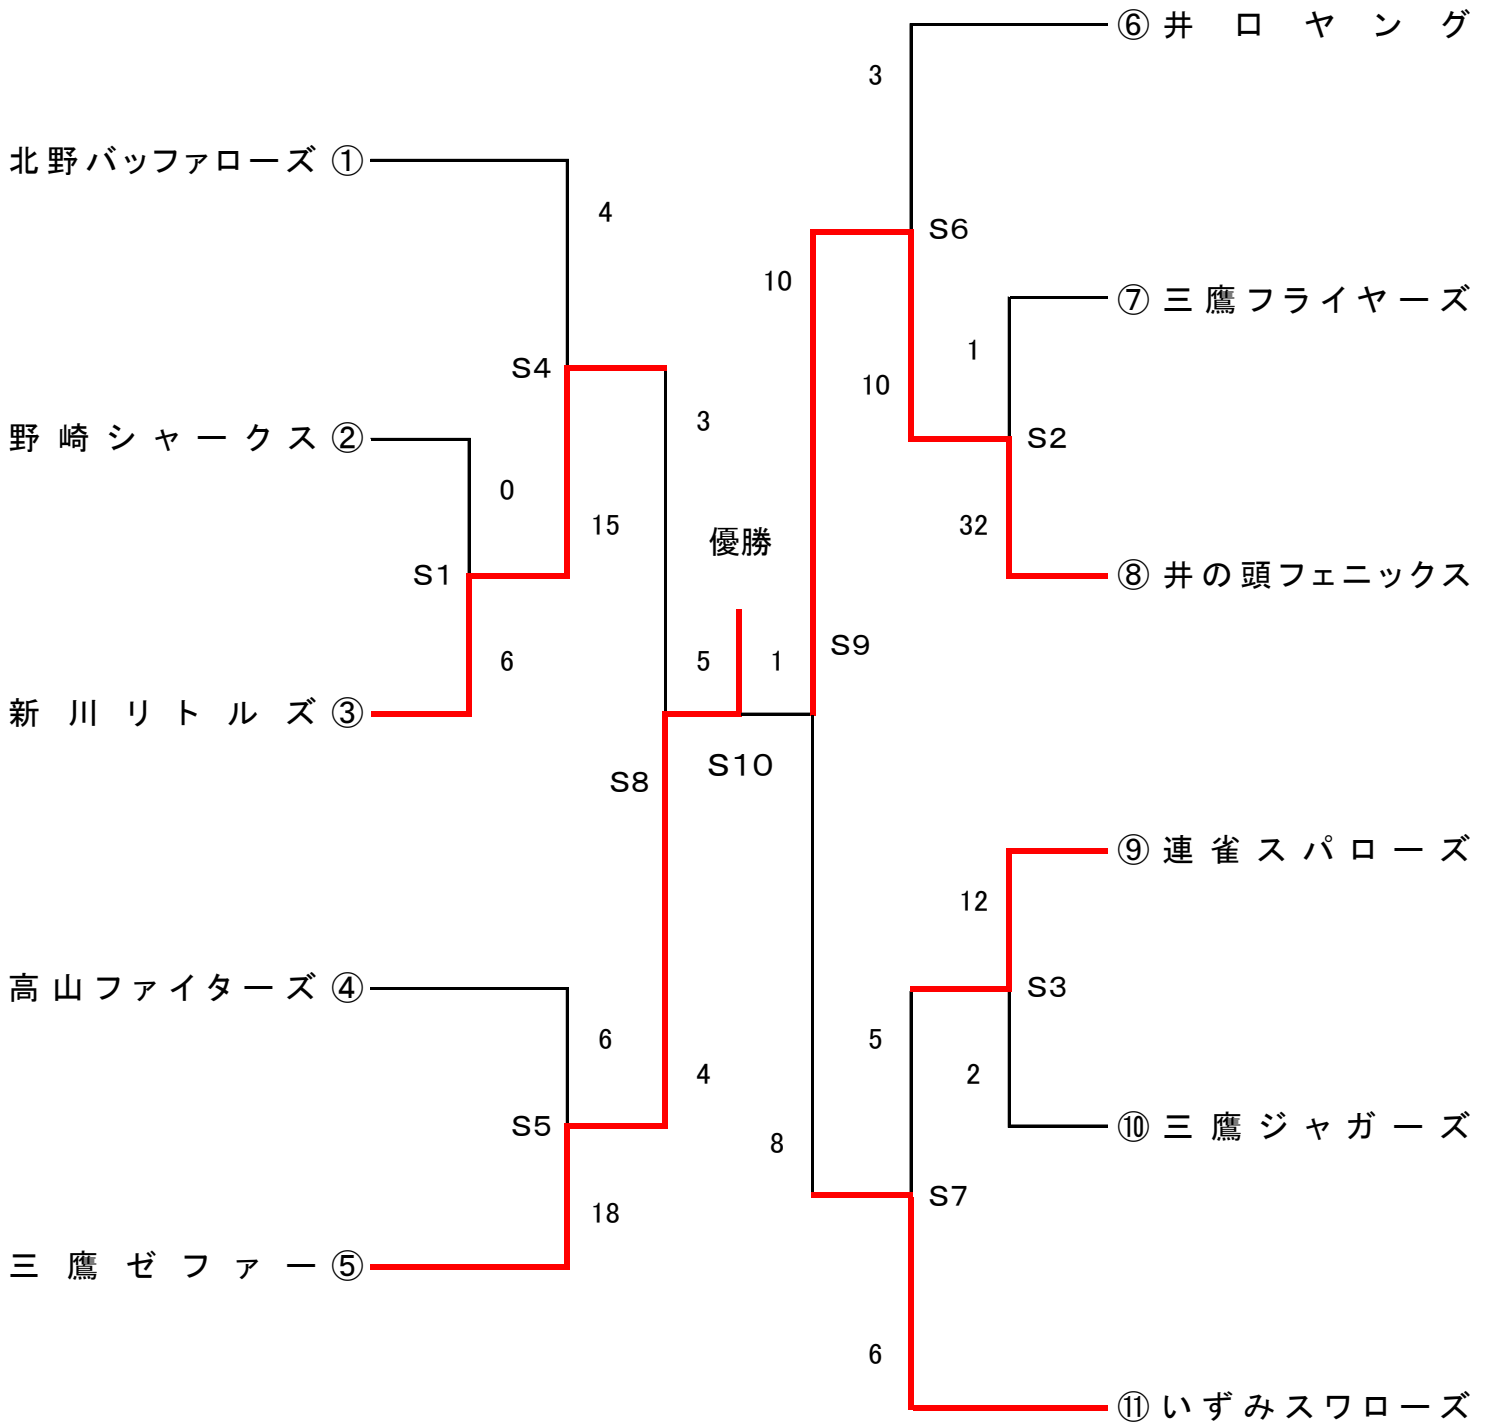 ⑥ 井口ヤング
3
北野バッファローズ ①
4
S6
10
⑦ 三鷹フライヤーズ
1
S4
10
3
野崎シャークス ②
S2
0
15
32
優勝
S1
⑧ 井の頭フェニックス
6
5
1
S9
新川リトルズ ③
S10
S8
⑨ 連雀スパローズ
12
高山ファイターズ ④
S3
6
5
4
2
S5
⑩ 三鷹ジャガーズ
8
S7
18
三鷹ゼファー ⑤
6
⑪ いずみスワローズ